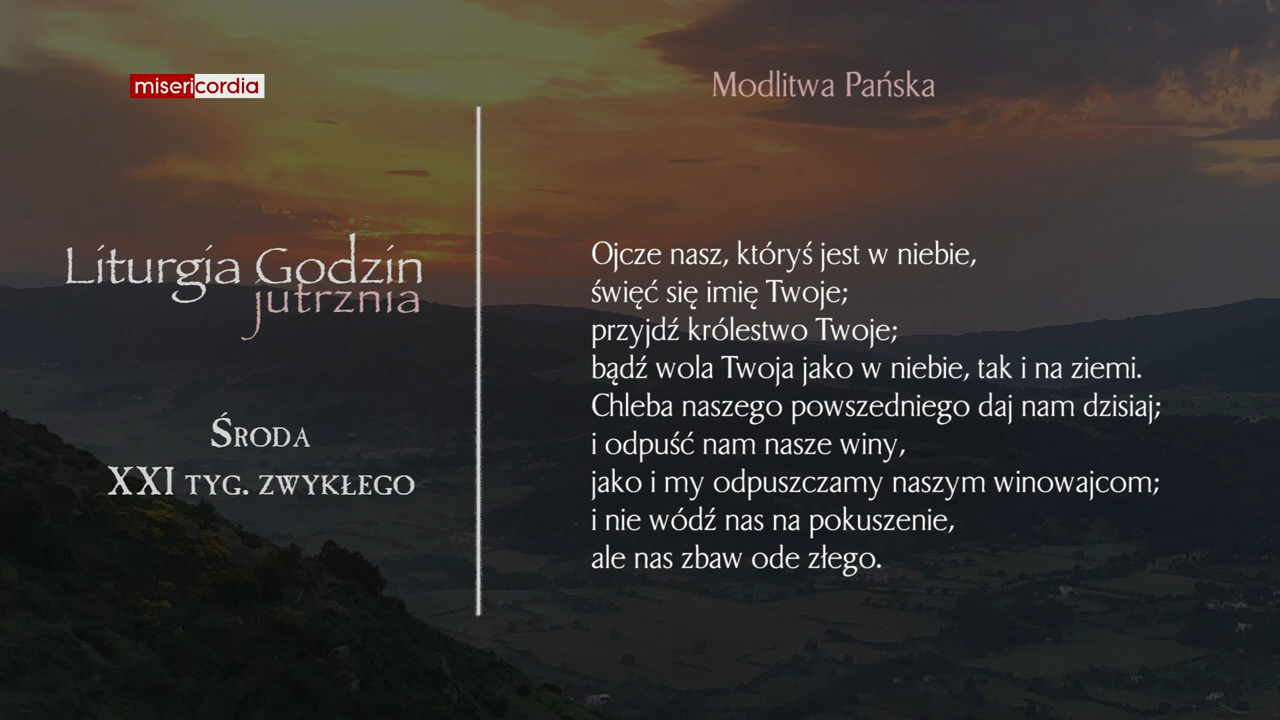 misericordia
Liturgia Godzin
jutrznia
Środa
XXI TYG. ZWYKŁEGO
Modlitwa Pańska
Ojcze nasz, któryś jest w niebie,
święć się imię Twoje;
przyjdź królestwo Twoje;
bądź wola Twoja jako w niebie, tak i na ziemi.
Chleba naszego powszedniego daj nam dzisiaj;
i odpuść nam nasze winy,
jako i my odpuszczamy naszym winowajcom;
i nie wódź nas na pokuszenie,
ale nas zbaw ode złego.